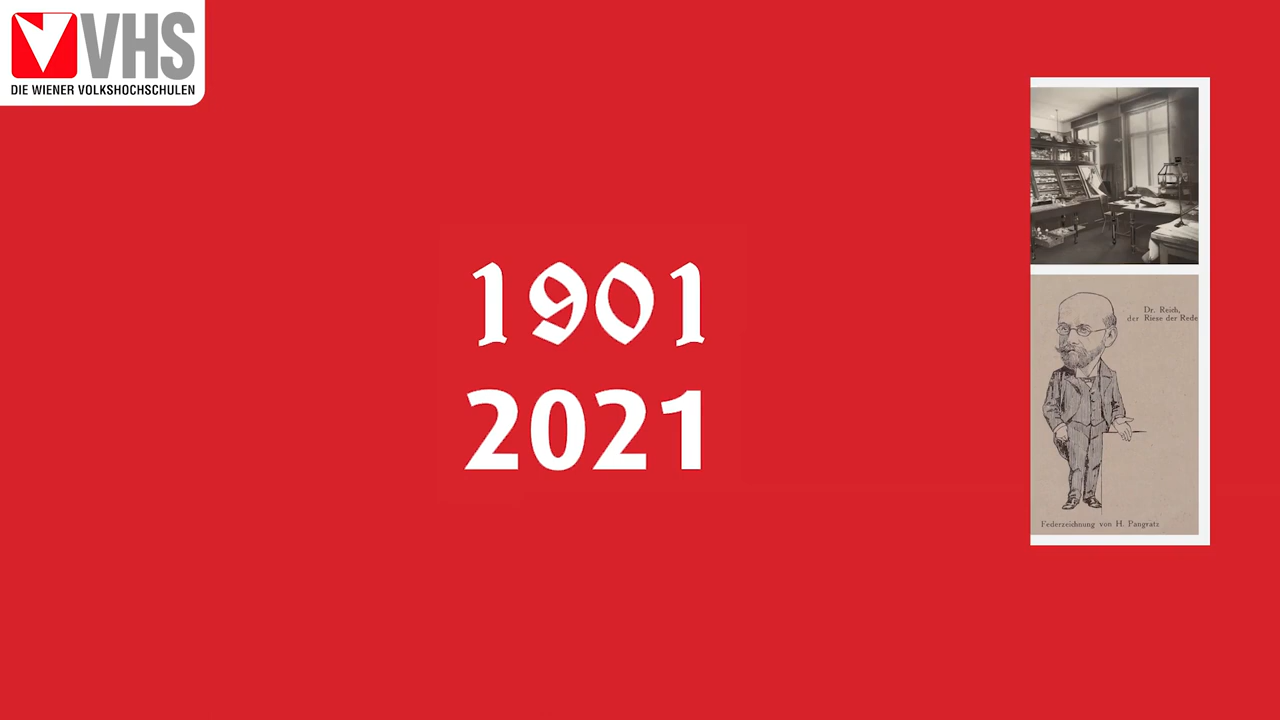 VHS
DIE WIENER VOLKSHOCHSCHULEN
1901
2021
Dr. Reich,
der Riese der Rede
Federzeichnung von H. Pangratz